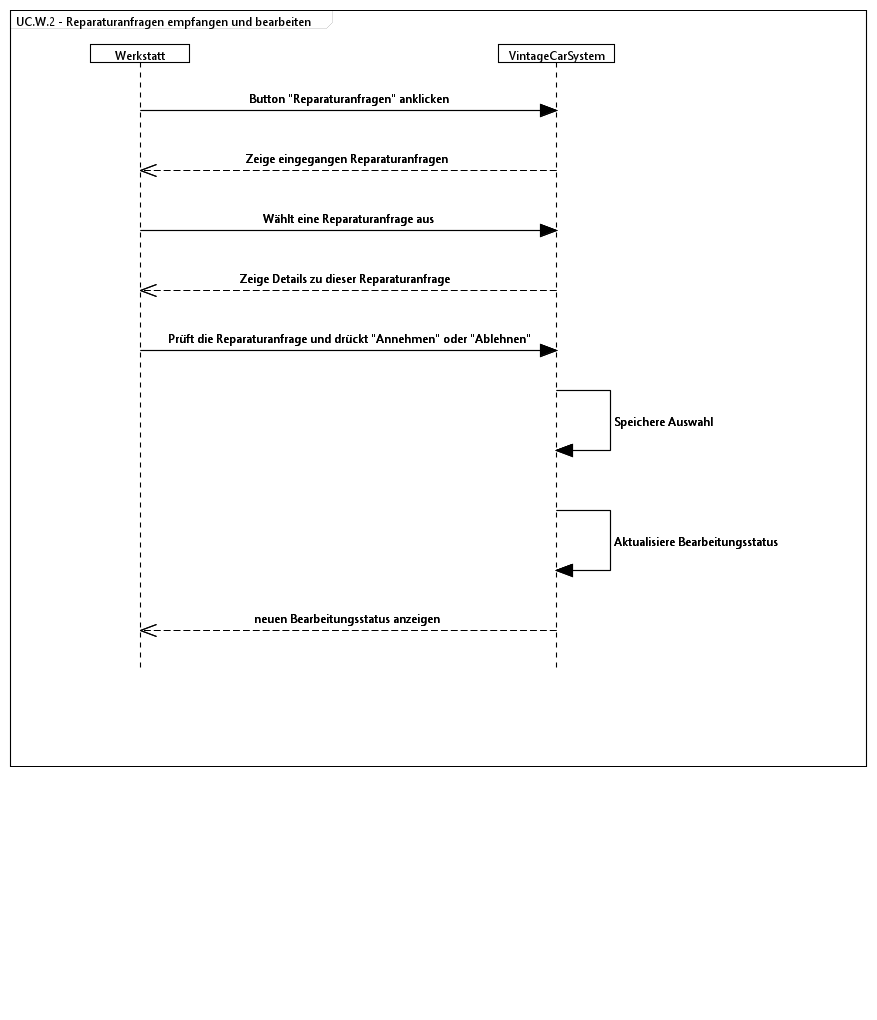 UC.W.2 - Reparaturanfragen empfangen und bearbeiten
Werkstatt
VintageCarSystem
Button "Reparaturanfragen" anklicken
Zeige eingegangen Reparaturanfragen
Wählt eine Reparaturanfrage aus
Zeige Details zu dieser Reparaturanfrage
Prüft die Reparaturanfrage und drückt "Annehmen" oder "Ablehnen"
Speichere Auswahl
Aktualisiere Bearbeitungsstatus
neuen Bearbeitungsstatus anzeigen